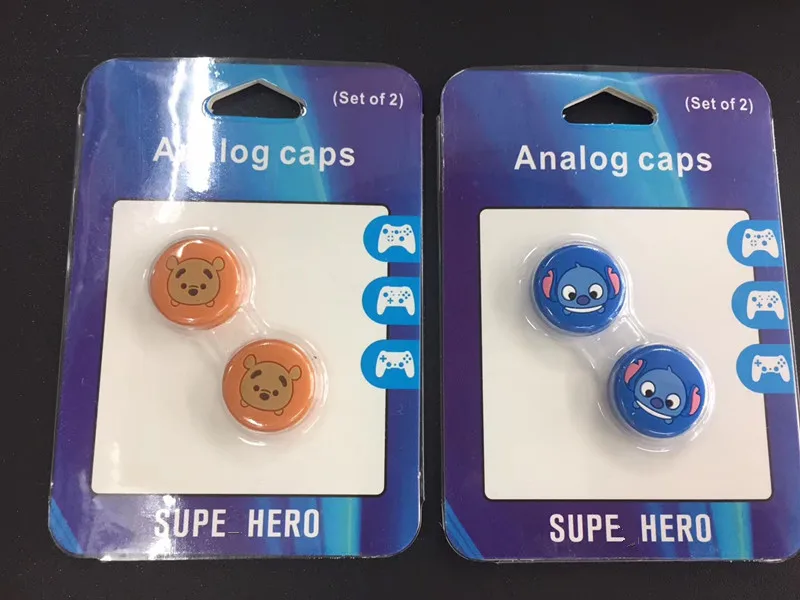 (Set of 2)
Analog caps
SUPE HERO
(Set of 2)
Analog caps
SUPE HERO